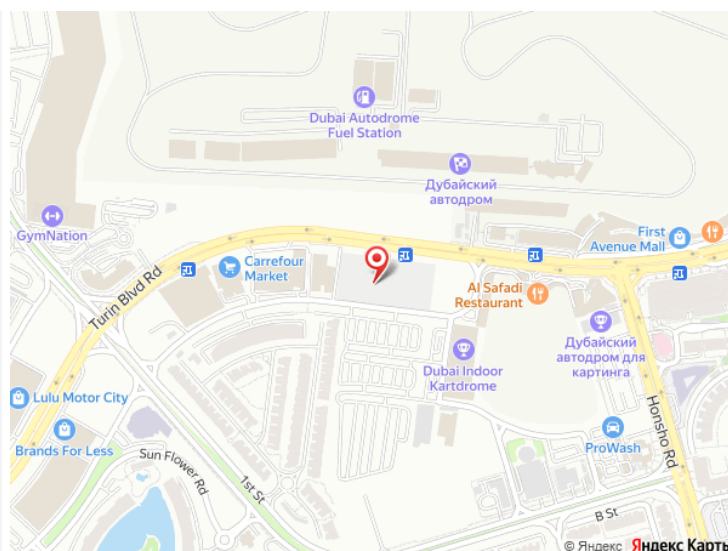 Dubai Autodrome
Fuel Station
Дубайский
автодром
GymNation
First
Avenue Mall
Carrefour
Market
Turin Blvd Rd
Al Safadi
Restaurant
Дубайский
автодром для
картинга
Dubai Indoor
Kartdrome
Lulu Motor City
Honsho Rd
Brands For Less
ProWash
Sun Flower Rd
1st St
B St
© Яндекс Яндекс Карты